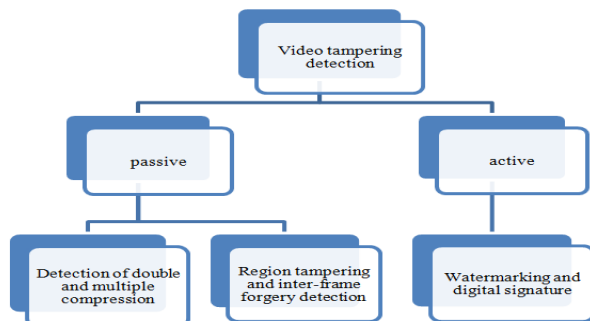 Video tampering
detection
passive
active
Detection of double
and multiple
compression
Region tampering
and inter-frame
forgery detection
Watermarking and
digital signature